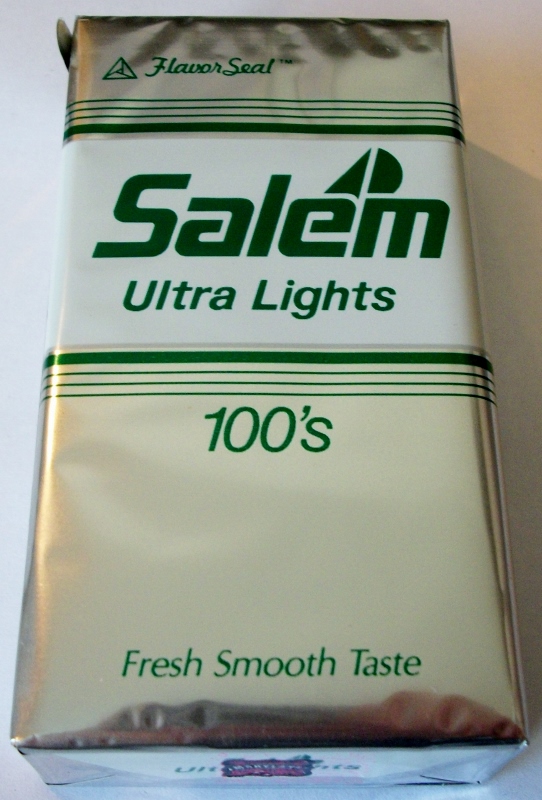 FlavorSeal™
Salem
Ultra Lights
100's
Fresh Smooth Taste